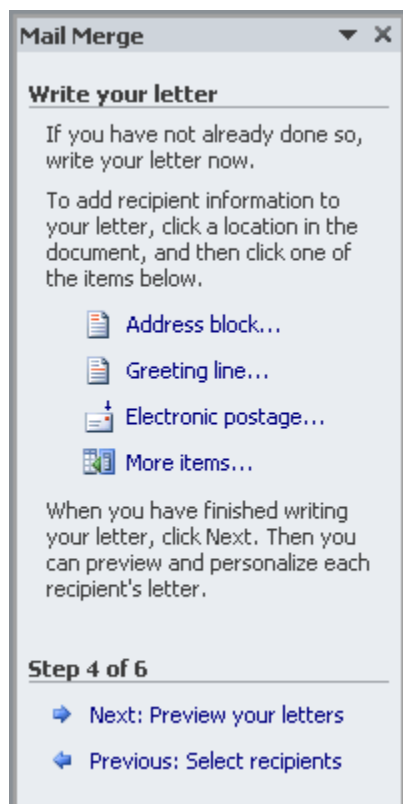 Mail Merge
Write your letter
If you have not already done so,
write your letter now.
To add recipient information to
your letter, click a location in the
document, and then click one of
the items below.
Address block...
Greeting line...
Electronic postage...
More items...
When you have finished writing
your letter, click Next. Then you
can preview and personalize each
recipient's letter.
Step 4 of 6
Next: Preview your letters
Previous: Select recipients